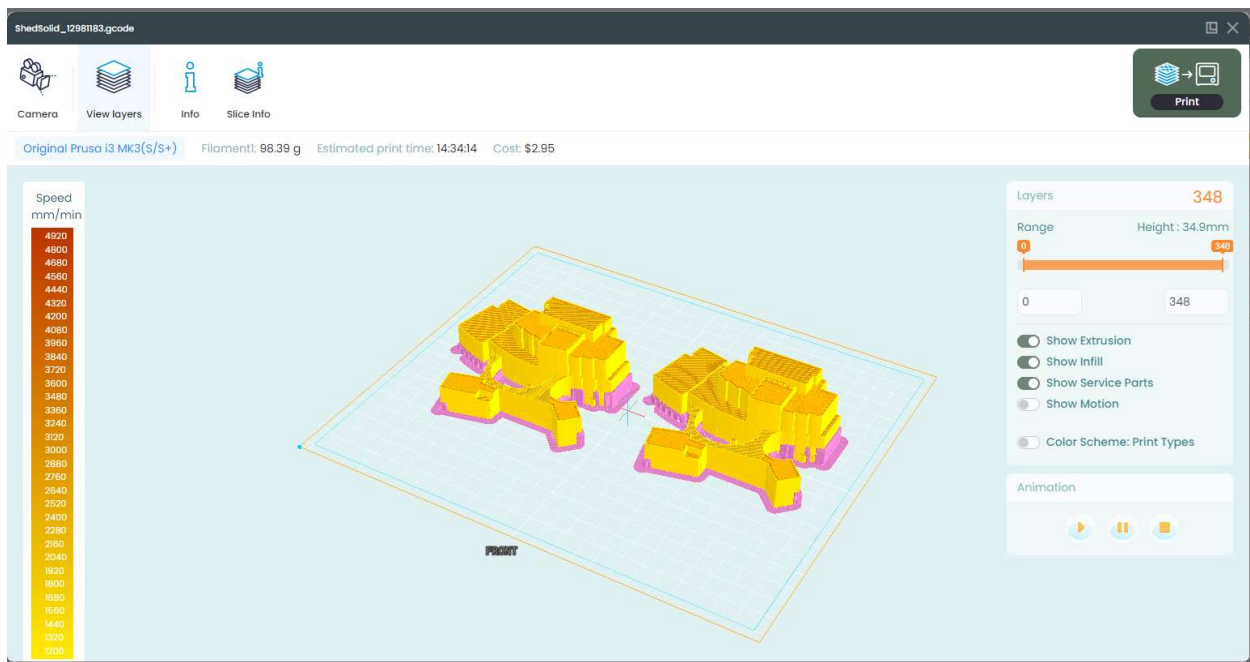 ShedSolid_12981183.gcode
Camera
View layers
Info
Slice Info
Print
Original Prusa i3 MK3(S/S+) Filament1: 98.39 g Estimated print time: 14:34:14 Cost: $2.95
Speed
mm/min
4920
4800
4680
4560
4440
4320
4200
4080
3960
3840
3720
3600
3480
3360
3240
3120
3000
2880
2760
2640
2520
2400
2280
2160
2040
1920
1800
1680
1560
1440
1320
1200
FRONT
Layers 348
Range Height : 34.9mm
0 348
0 348
Show Extrusion
Show Infill
Show Service Parts
Show Motion
Color Scheme: Print Types
Animation